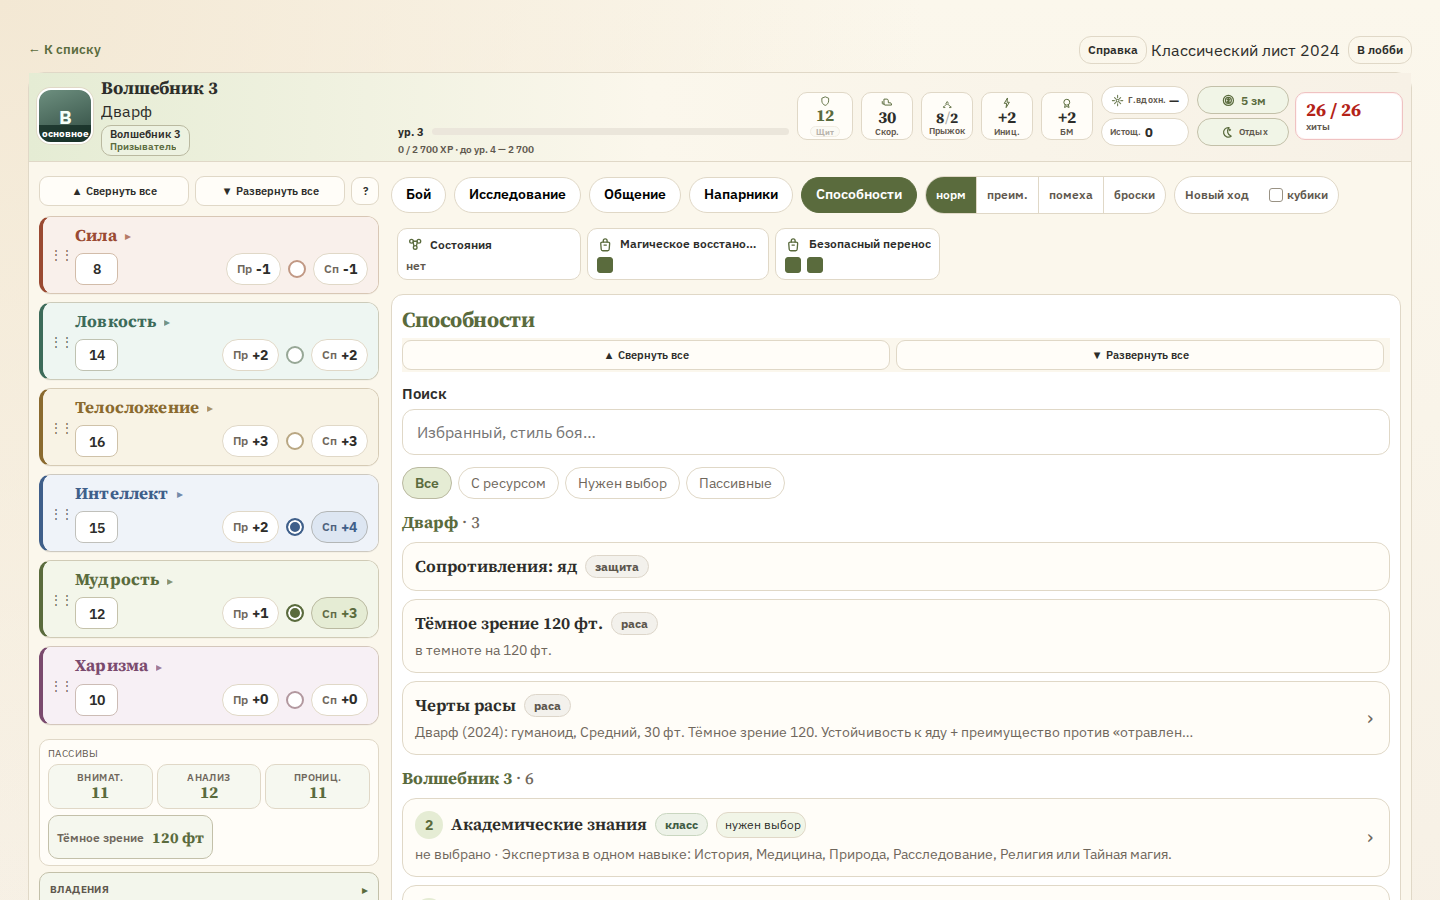 ← К списку
Справка Классический лист 2024 В лобби
В
основное
Волшебник 3
Дварф
Волшебник 3
Призыватель
ур. 3
0 / 2 700 XP · до ур. 4 — 2 700
12
Щит
30
Скор.
8/2
Прыжок
+2
Иниц.
+2
БМ
Г.вдохн. —
Истощ. 0
5 зм
Отдых
26 / 26
хиты
▲ Свернуть все ▼ Развернуть все ?
Сила ▸
8 Пр -1 Сп -1
Ловкость ▸
14 Пр +2 Сп +2
Телосложение ▸
16 Пр +3 Сп +3
Интеллект ▸
15 Пр +2 Сп +4
Мудрость ▸
12 Пр +1 Сп +3
Харизма ▸
10 Пр +0 Сп +0
ПАССИВЫ
ВНИМАТ. АНАЛИЗ ПРОНИЦ.
11 12 11
Тёмное зрение 120 фт
ВЛАДЕНИЯ ▸
Бой Исследование Общение Напарники Способности норм преим. помеха броски Новый ход кубики
Состояния
нет
Магическое восстано...
Безопасный перенос
Способности
▲ Свернуть все ▼ Развернуть все
Поиск
Избранный, стиль боя...
Все С ресурсом Нужен выбор Пассивные
Дварф · 3
Сопротивления: яд защита
Тёмное зрение 120 фт. раса
в темноте на 120 фт.
Черты расы раса
Дварф (2024): гуманоид, Средний, 30 фт. Тёмное зрение 120. Устойчивость к яду + преимущество против «отравлен... ›
Волшебник 3 · 6
2 Академические знания класс нужен выбор
не выбрано · Экспертиза в одном навыке: История, Медицина, Природа, Расследование, Религия или Тайная магия. ›